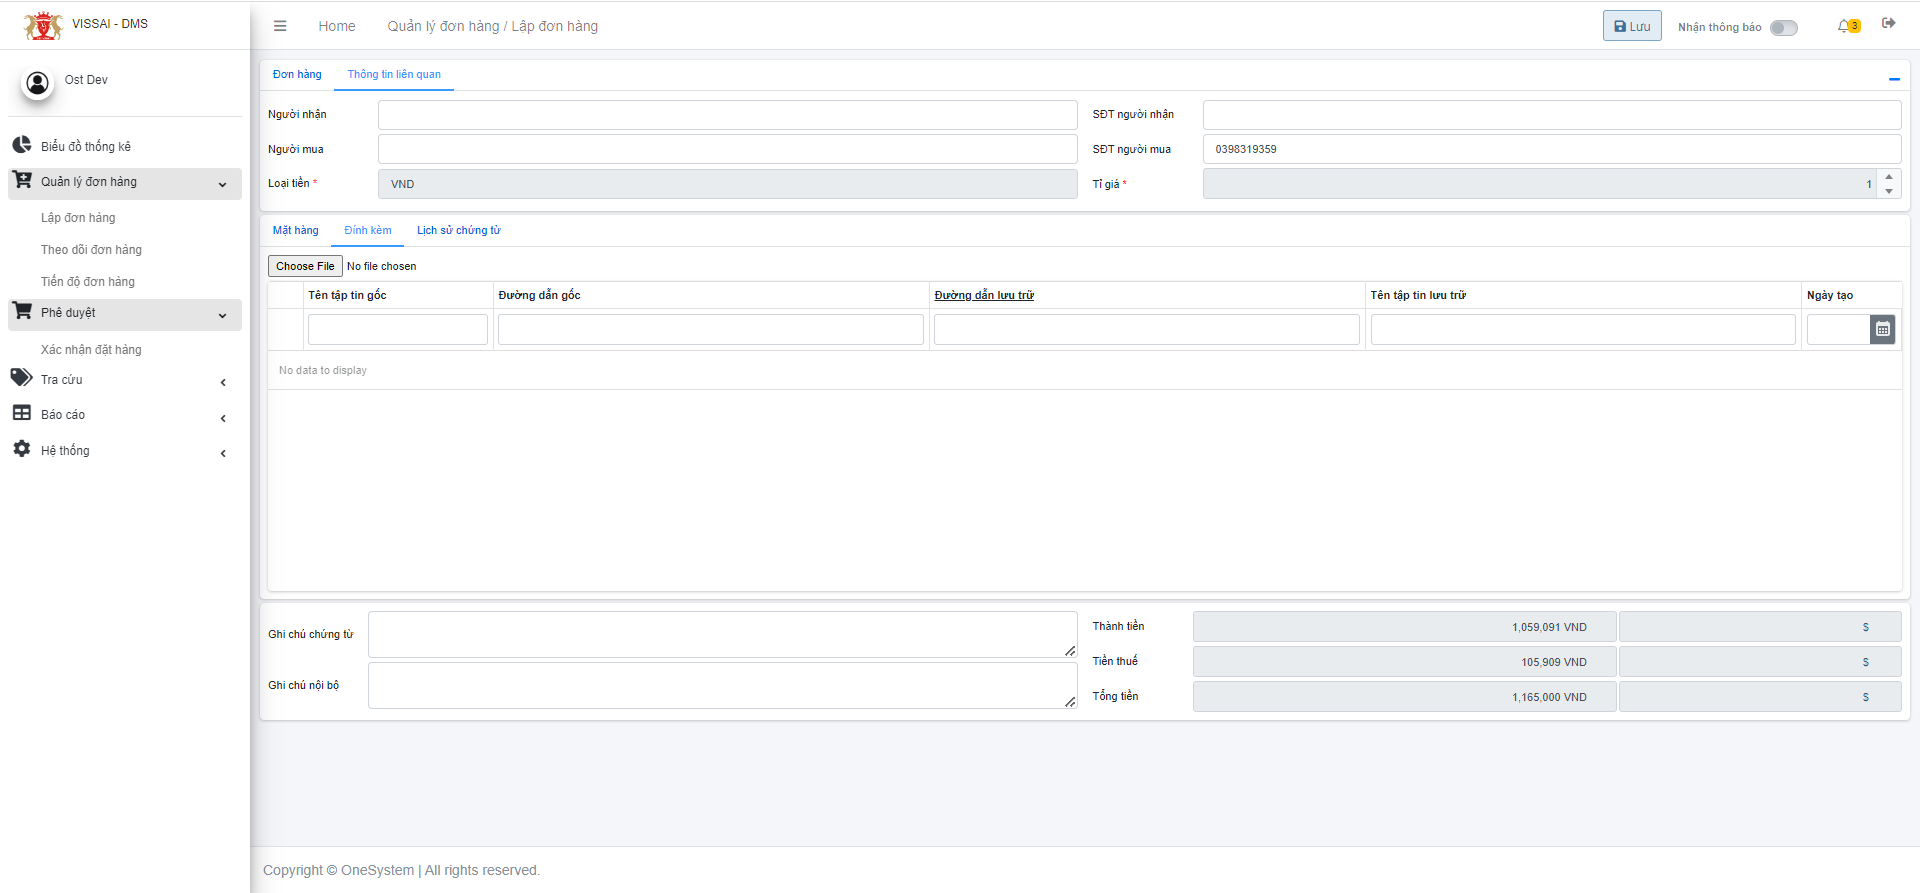 VISSAI - DMS
Home
Quản lý đơn hàng / Lập đơn hàng
Lưu
Nhận thông báo
3
Ost Dev
Biểu đồ thống kê
Quản lý đơn hàng
Lập đơn hàng
Theo dõi đơn hàng
Tiến độ đơn hàng
Phê duyệt
Xác nhận đặt hàng
Tra cứu
Báo cáo
Hệ thống
Đơn hàng
Thông tin liên quan
Người nhận
SĐT người nhận
Người mua
SĐT người mua
0398319359
Loại tiền *
VND
Tỉ giá *
1
Mặt hàng
Đính kèm
Lịch sử chứng từ
Choose File No file chosen
Tên tập tin gốc
Đường dẫn gốc
Đường dẫn lưu trữ
Tên tập tin lưu trữ
Ngày tạo
No data to display
Ghi chú chứng từ
Ghi chú nội bộ
Thành tiền
1,059,091 VND
$
Tiền thuế
105,909 VND
$
Tổng tiền
1,165,000 VND
$
Copyright © OneSystem | All rights reserved.